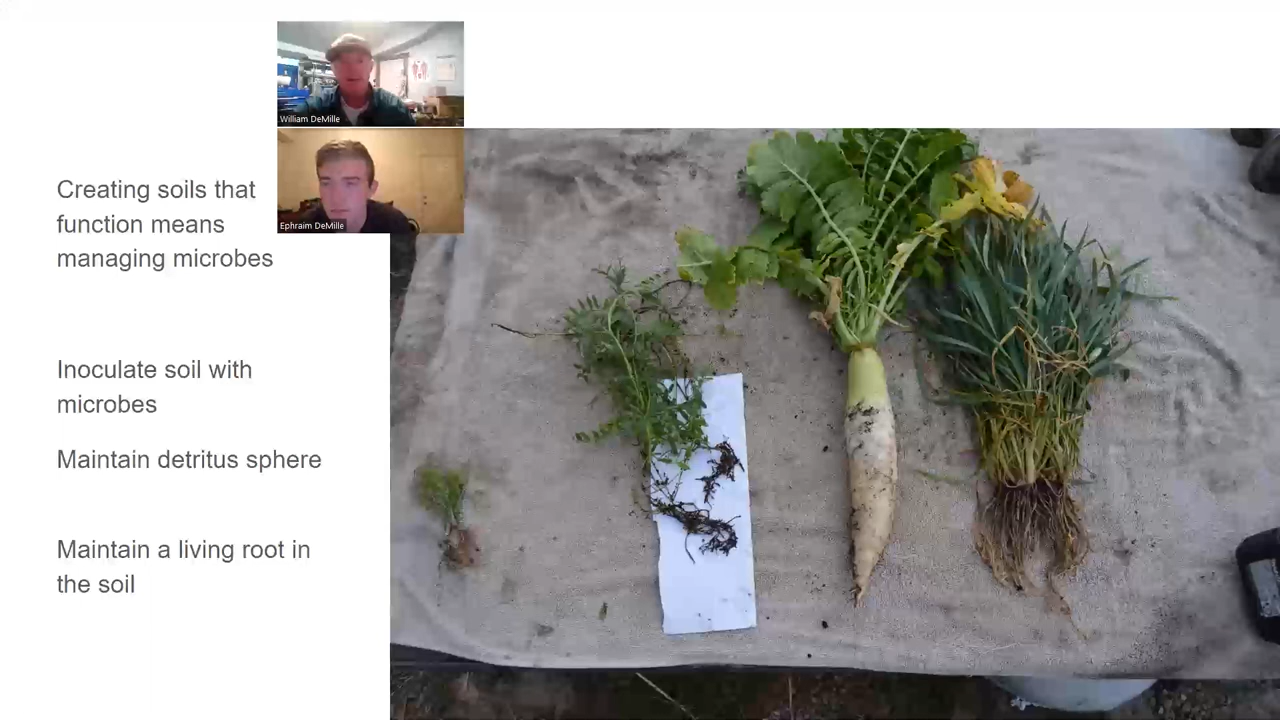 William DeMille
Ephraim DeMille
Creating soils that
function means
managing microbes
Inoculate soil with
microbes
Maintain detritus sphere
Maintain a living root in
the soil